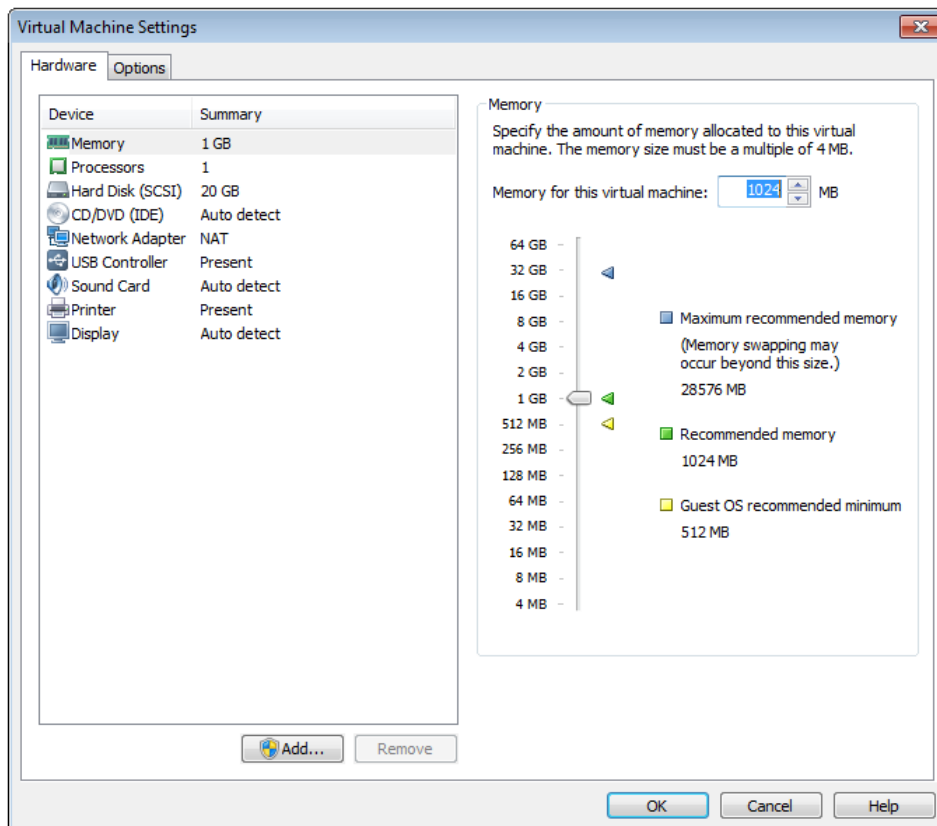 Virtual Machine Settings
Hardware Options
Device Summary
Memory 1 GB
Processors 1
Hard Disk (SCSI) 20 GB
CD/DVD (IDE) Auto detect
Network Adapter NAT
USB Controller Present
Sound Card Auto detect
Printer Present
Display Auto detect
Add... Remove
Memory
Specify the amount of memory allocated to this virtual
machine. The memory size must be a multiple of 4 MB.
Memory for this virtual machine: 1024 MB
64 GB
32 GB
16 GB
8 GB
4 GB
2 GB
1 GB
512 MB
256 MB
128 MB
64 MB
32 MB
16 MB
8 MB
4 MB
Maximum recommended memory
(Memory swapping may
occur beyond this size.)
28576 MB
Recommended memory
1024 MB
Guest OS recommended minimum
512 MB
OK Cancel Help